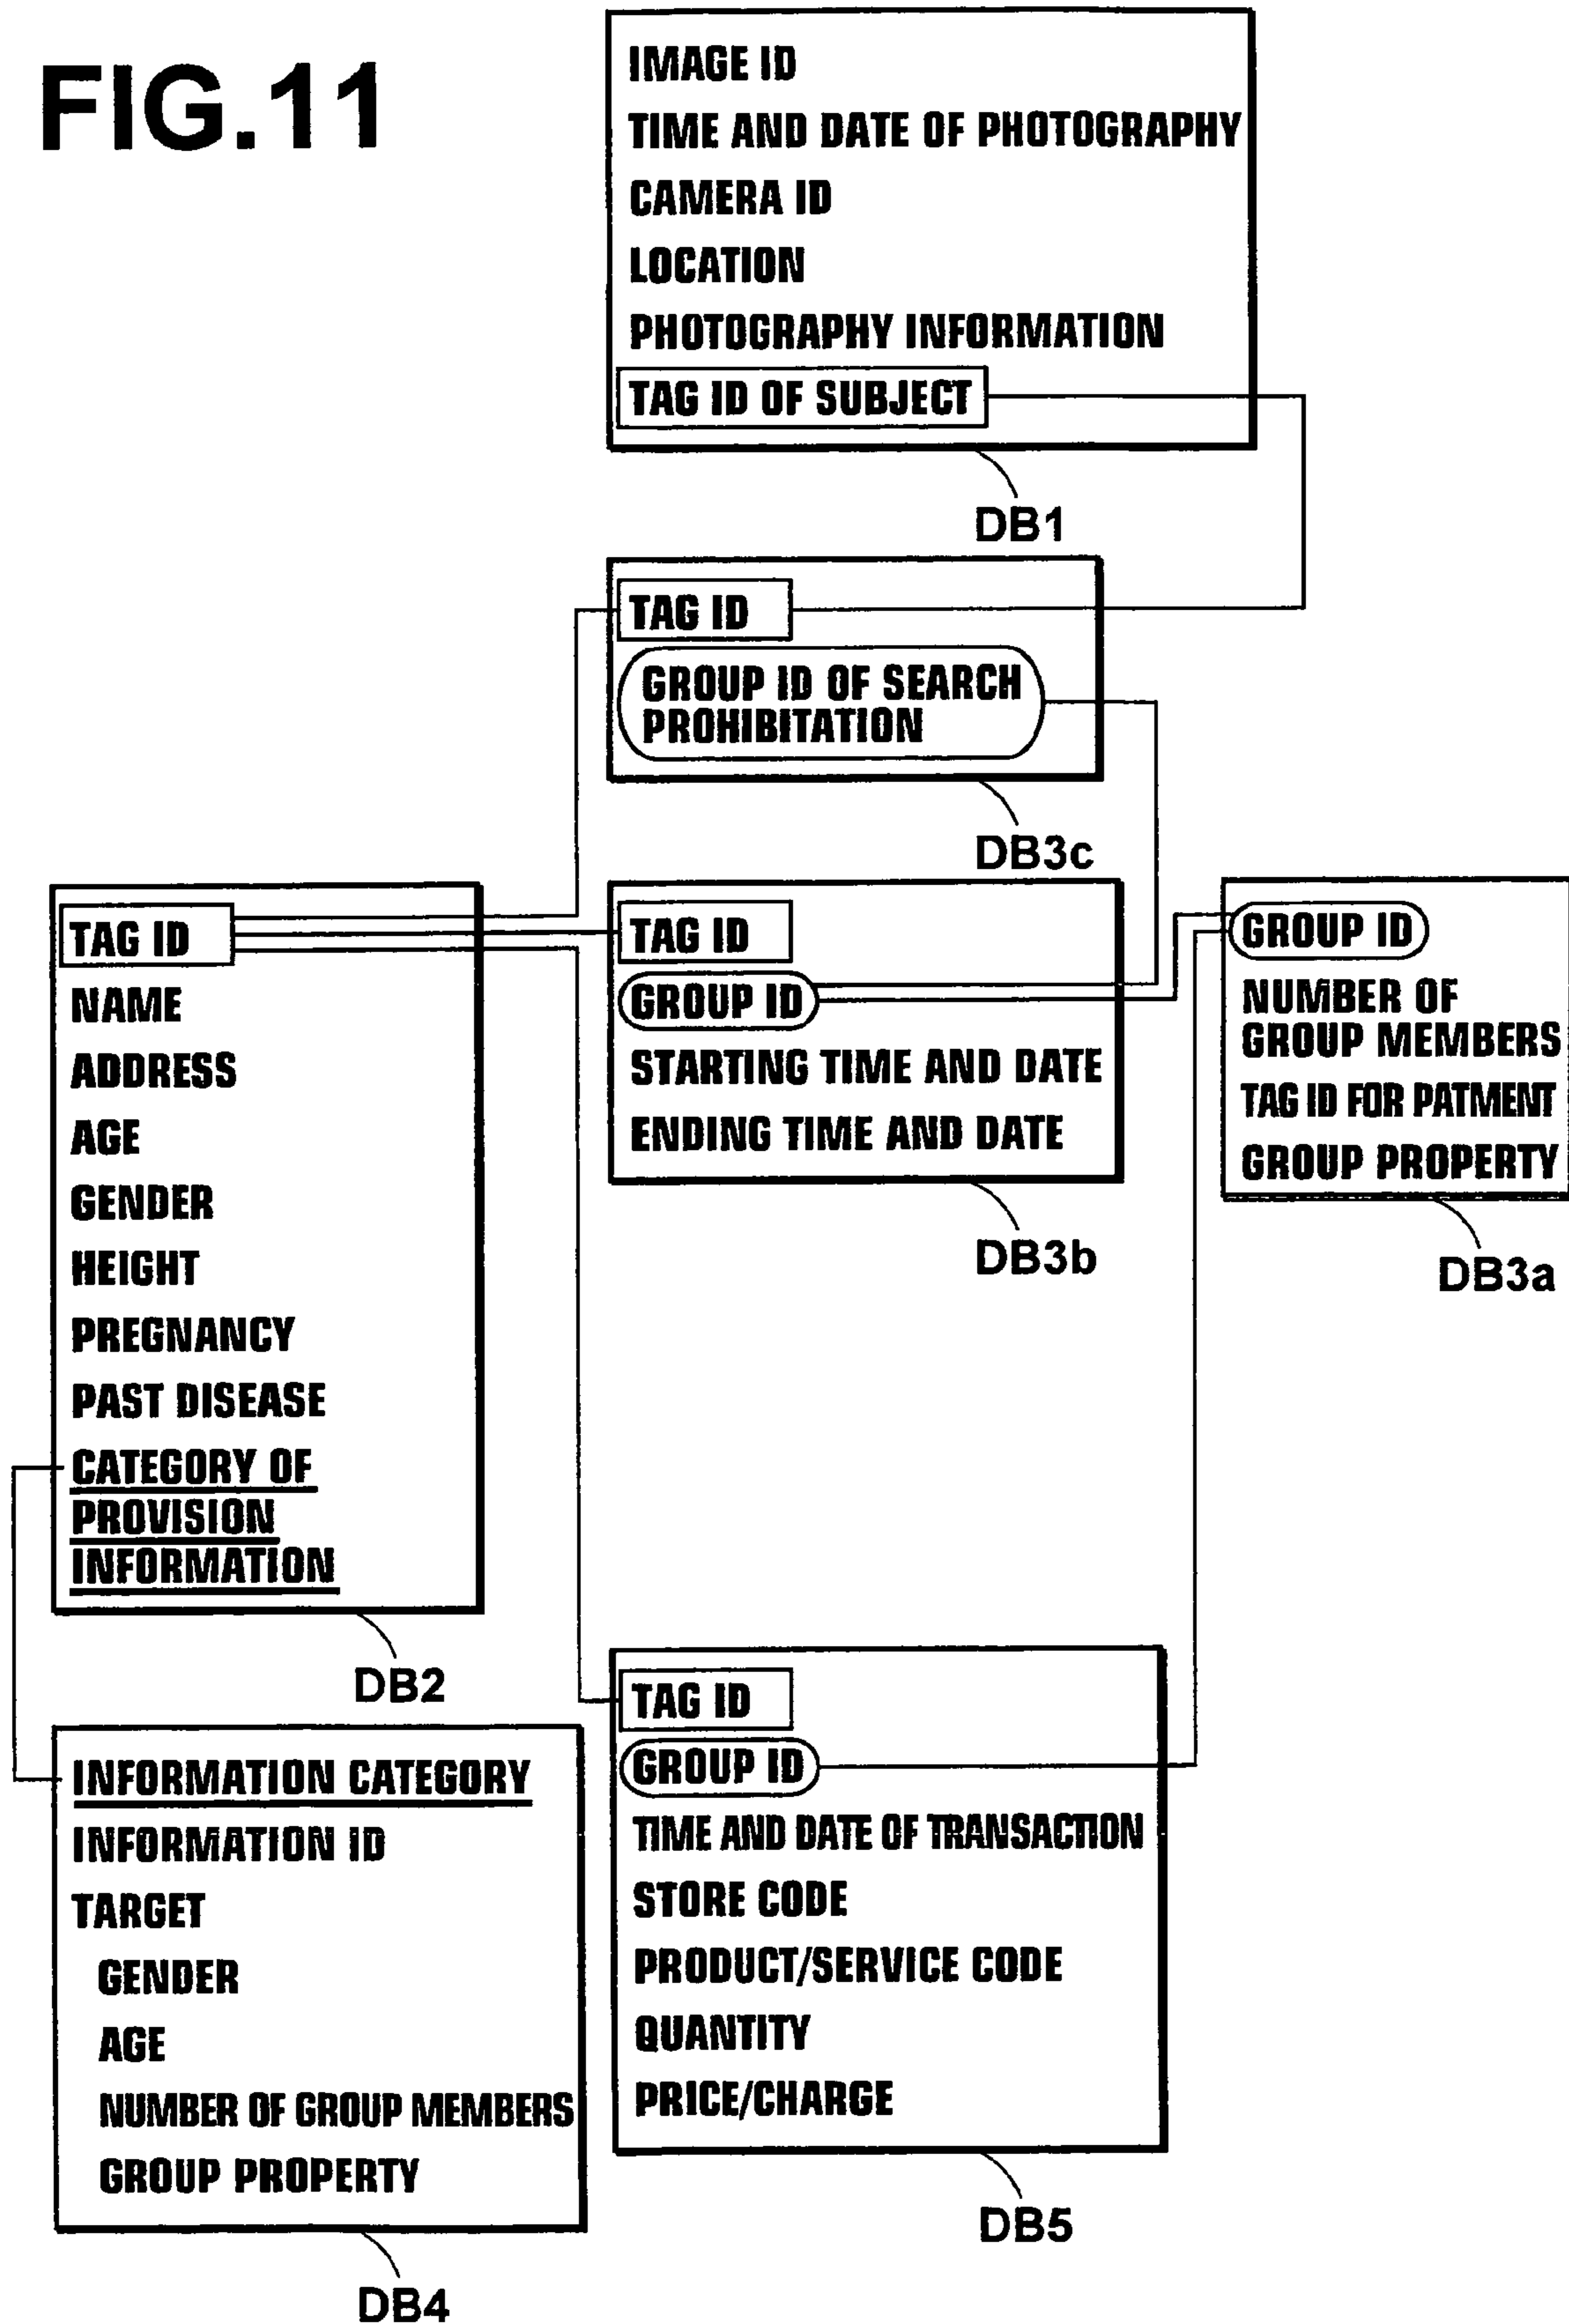 FIG.11
IMAGE ID
TIME AND DATE OF PHOTOGRAPHY
CAMERA ID
LOCATION
PHOTOGRAPHY INFORMATION
TAG ID OF SUBJECT
DB1
TAG ID
GROUP ID OF SEARCH
PROHIBITATION
DB3c
TAG ID
NAME
ADDRESS
AGE
GENDER
HEIGHT
PREGNANCY
PAST DISEASE
CATEGORY OF
PROVISION
INFORMATION
DB2
TAG ID
GROUP ID
STARTING TIME AND DATE
ENDING TIME AND DATE
DB3b
GROUP ID
NUMBER OF
GROUP MEMBERS
TAG ID FOR PATMENT
GROUP PROPERTY
DB3a
INFORMATION CATEGORY
INFORMATION ID
TARGET
GENDER
AGE
NUMBER OF GROUP MEMBERS
GROUP PROPERTY
DB4
TAG ID
GROUP ID
TIME AND DATE OF TRANSACTION
STORE CODE
PRODUCT/SERVICE CODE
QUANTITY
PRICE/CHARGE
DB5